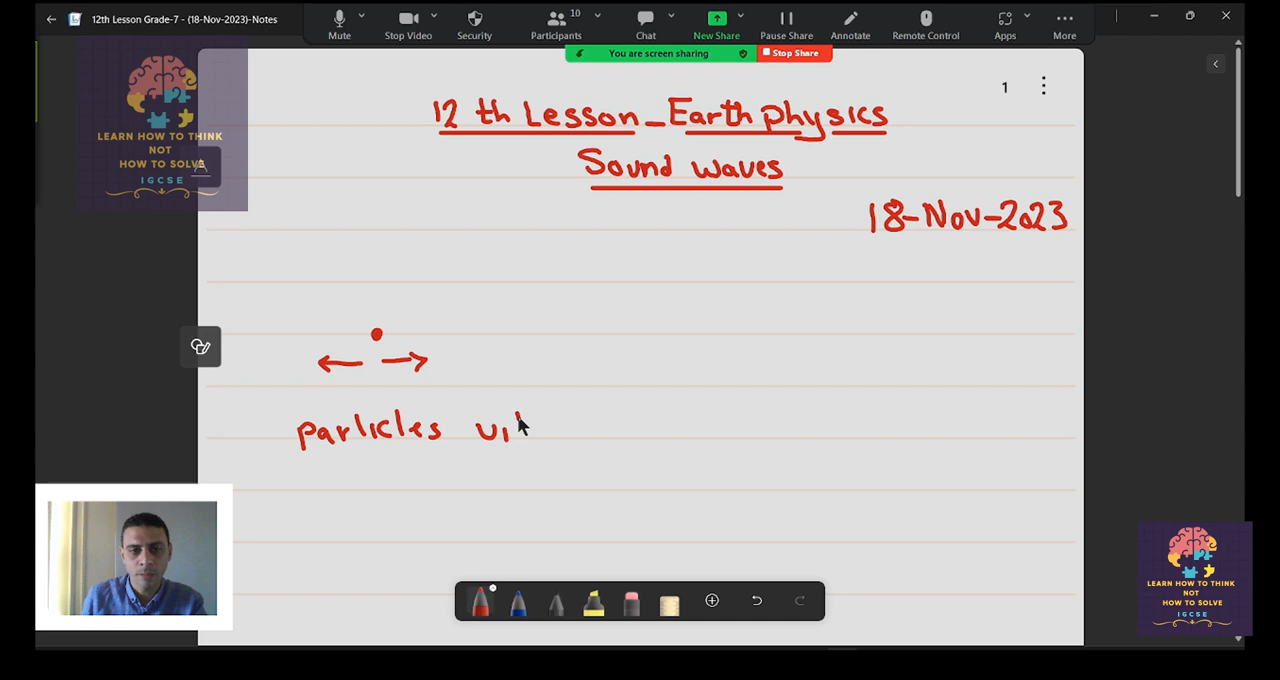 12th Lesson Grade-7 - (18-Nov-2023)-Notes
Mute
Stop Video
Security
Participants 10
Chat
New Share
Pause Share
Annotate
Remote Control
Apps
More
You are screen sharing
Stop Share
1
LEARN HOW TO THINK
NOT
HOW TO SOLVE
IGCSE
A
12 th Lesson - Earth physics
Sound waves
18-Nov-2023
particles vib
LEARN HOW TO THINK
NOT
HOW TO SOLVE
IGCSE